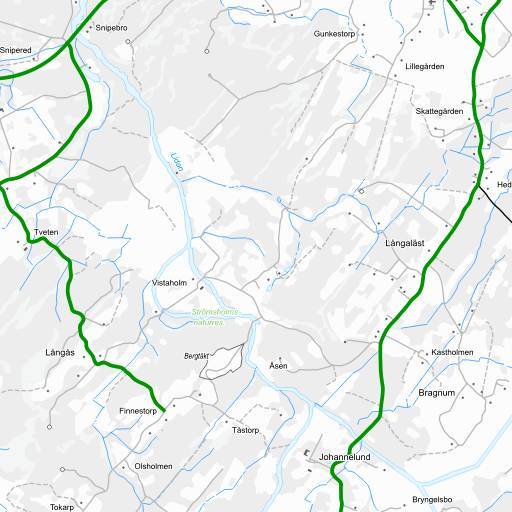 Snipebro
Gunkestorp
Snipered
Lillegården
Skattegården
Lidan
Hed
Tveten
Långaläst
Vistaholm
Strömsholms
naturres.
Långås
Bergtäkt
Kastholmen
Åsen
Bragnum
Finnestorp
Tåstorp
Johannelund
Olsholmen
Bryngelsbo
Tokarp